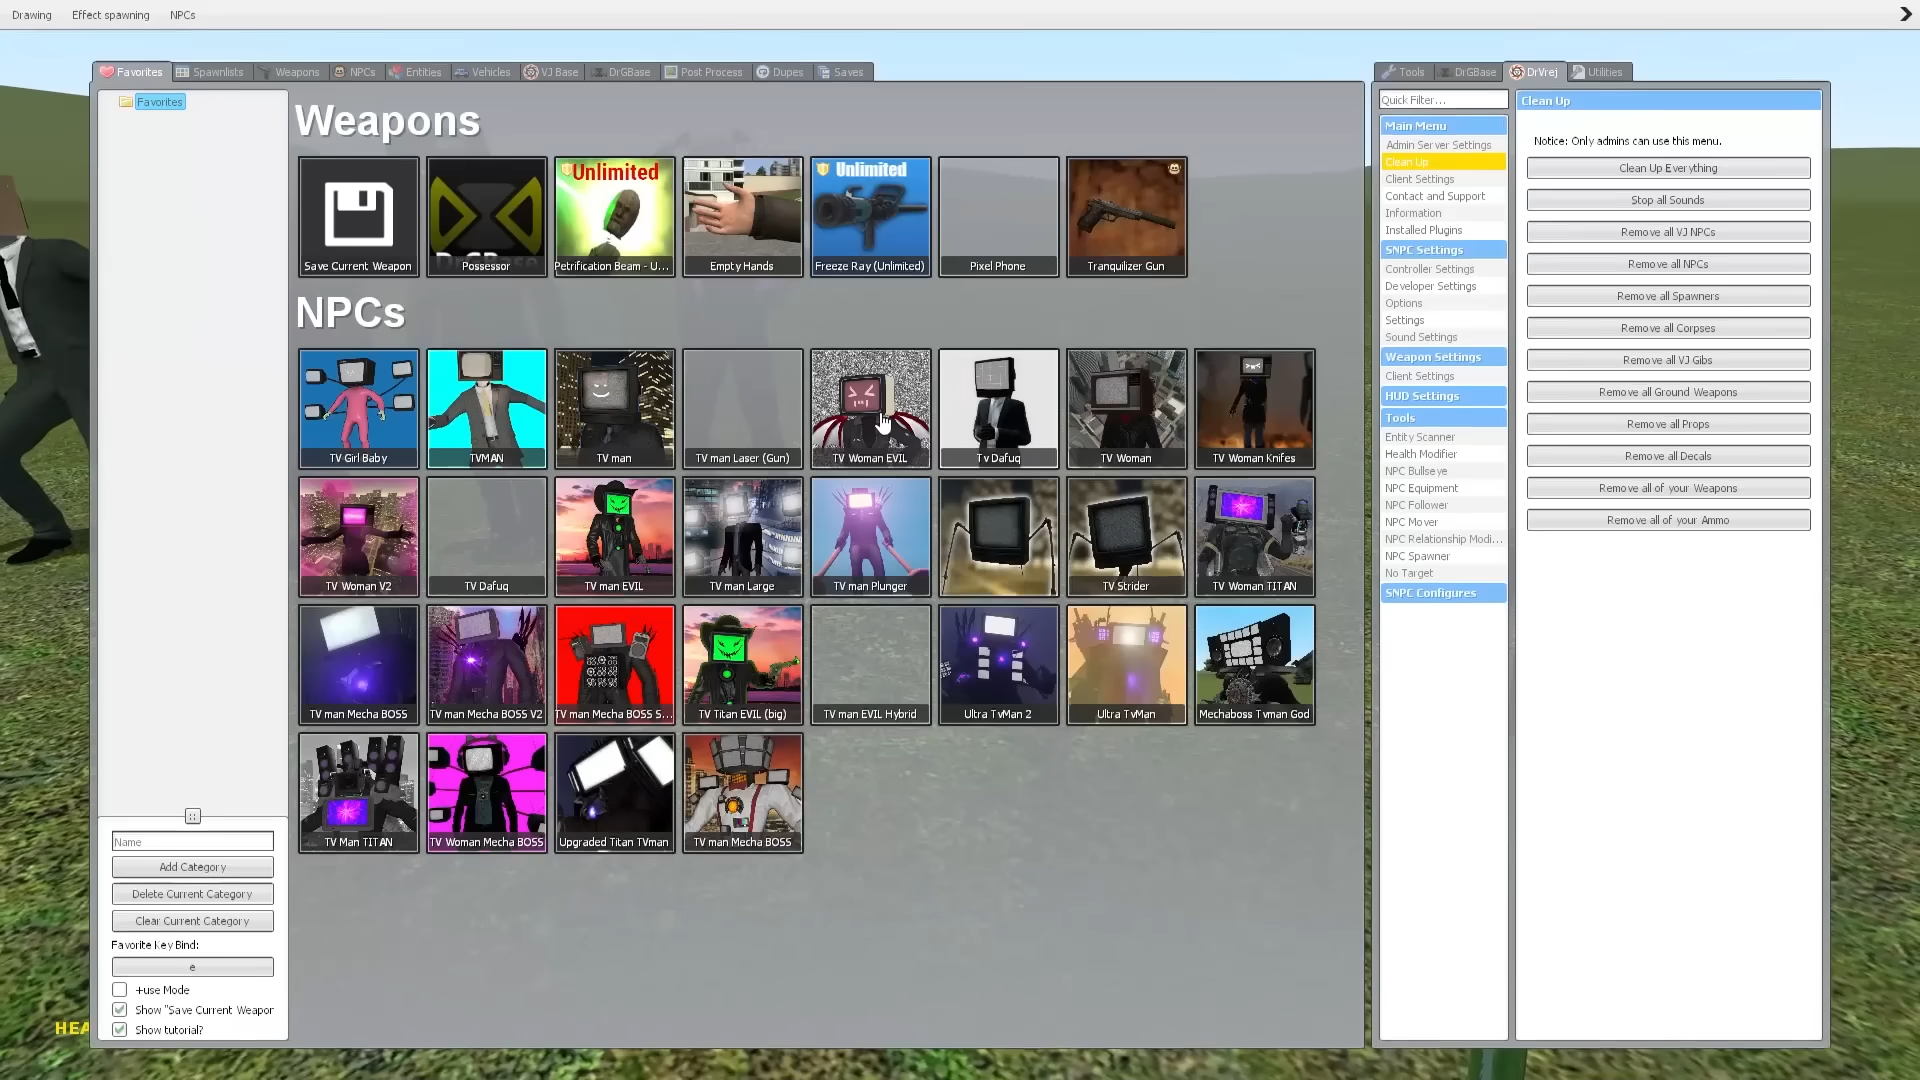 Drawing Effect spawning NPCs
Favorites Spawnlists Weapons NPCs Entities Vehicles VJ Base DrGBase Post Process Dupes Saves
Favorites
Weapons
Unlimited Unlimited
Save Current Weapon Possessor Petrification Beam - U... Empty Hands Freeze Ray (Unlimited) Pixel Phone Tranquilizer Gun
NPCs
TV Girl Baby TVMAN TV man TV man Laser (Gun) TV Woman EVIL Tv Dafuq TV Woman TV Woman Knifes
TV Woman V2 TV Dafuq TV man EVIL TV man Large TV man Plunger TV Strider TV Strider TV Woman TITAN
TV man Mecha BOSS TV man Mecha BOSS V2 TV man Mecha BOSS S... TV Titan EVIL (big) TV man EVIL Hybrid Ultra TvMan 2 Ultra TvMan Mechaboss Tvman God
TV Man TITAN TV Woman Mecha BOSS Upgraded Titan TVman TV man Mecha BOSS
Name
Add Category
Delete Current Category
Clear Current Category
Favorite Key Bind:
e
+use Mode
Show "Save Current Weapor
Show tutorial?
HEA
Tools DrGBase DrVrej Utilities
Quick Filter...
Main Menu
Admin Server Settings
Clean Up
Client Settings
Contact and Support
Information
Installed Plugins
SNPC Settings
Controller Settings
Developer Settings
Options
Settings
Sound Settings
Weapon Settings
Client Settings
HUD Settings
Tools
Entity Scanner
Health Modifier
NPC Bullseye
NPC Equipment
NPC Follower
NPC Mover
NPC Relationship Modi...
NPC Spawner
No Target
SNPC Configures
Clean Up
Notice: Only admins can use this menu.
Clean Up Everything
Stop all Sounds
Remove all VJ NPCs
Remove all NPCs
Remove all Spawners
Remove all Corpses
Remove all VJ Gibs
Remove all Ground Weapons
Remove all Props
Remove all Decals
Remove all of your Weapons
Remove all of your Ammo